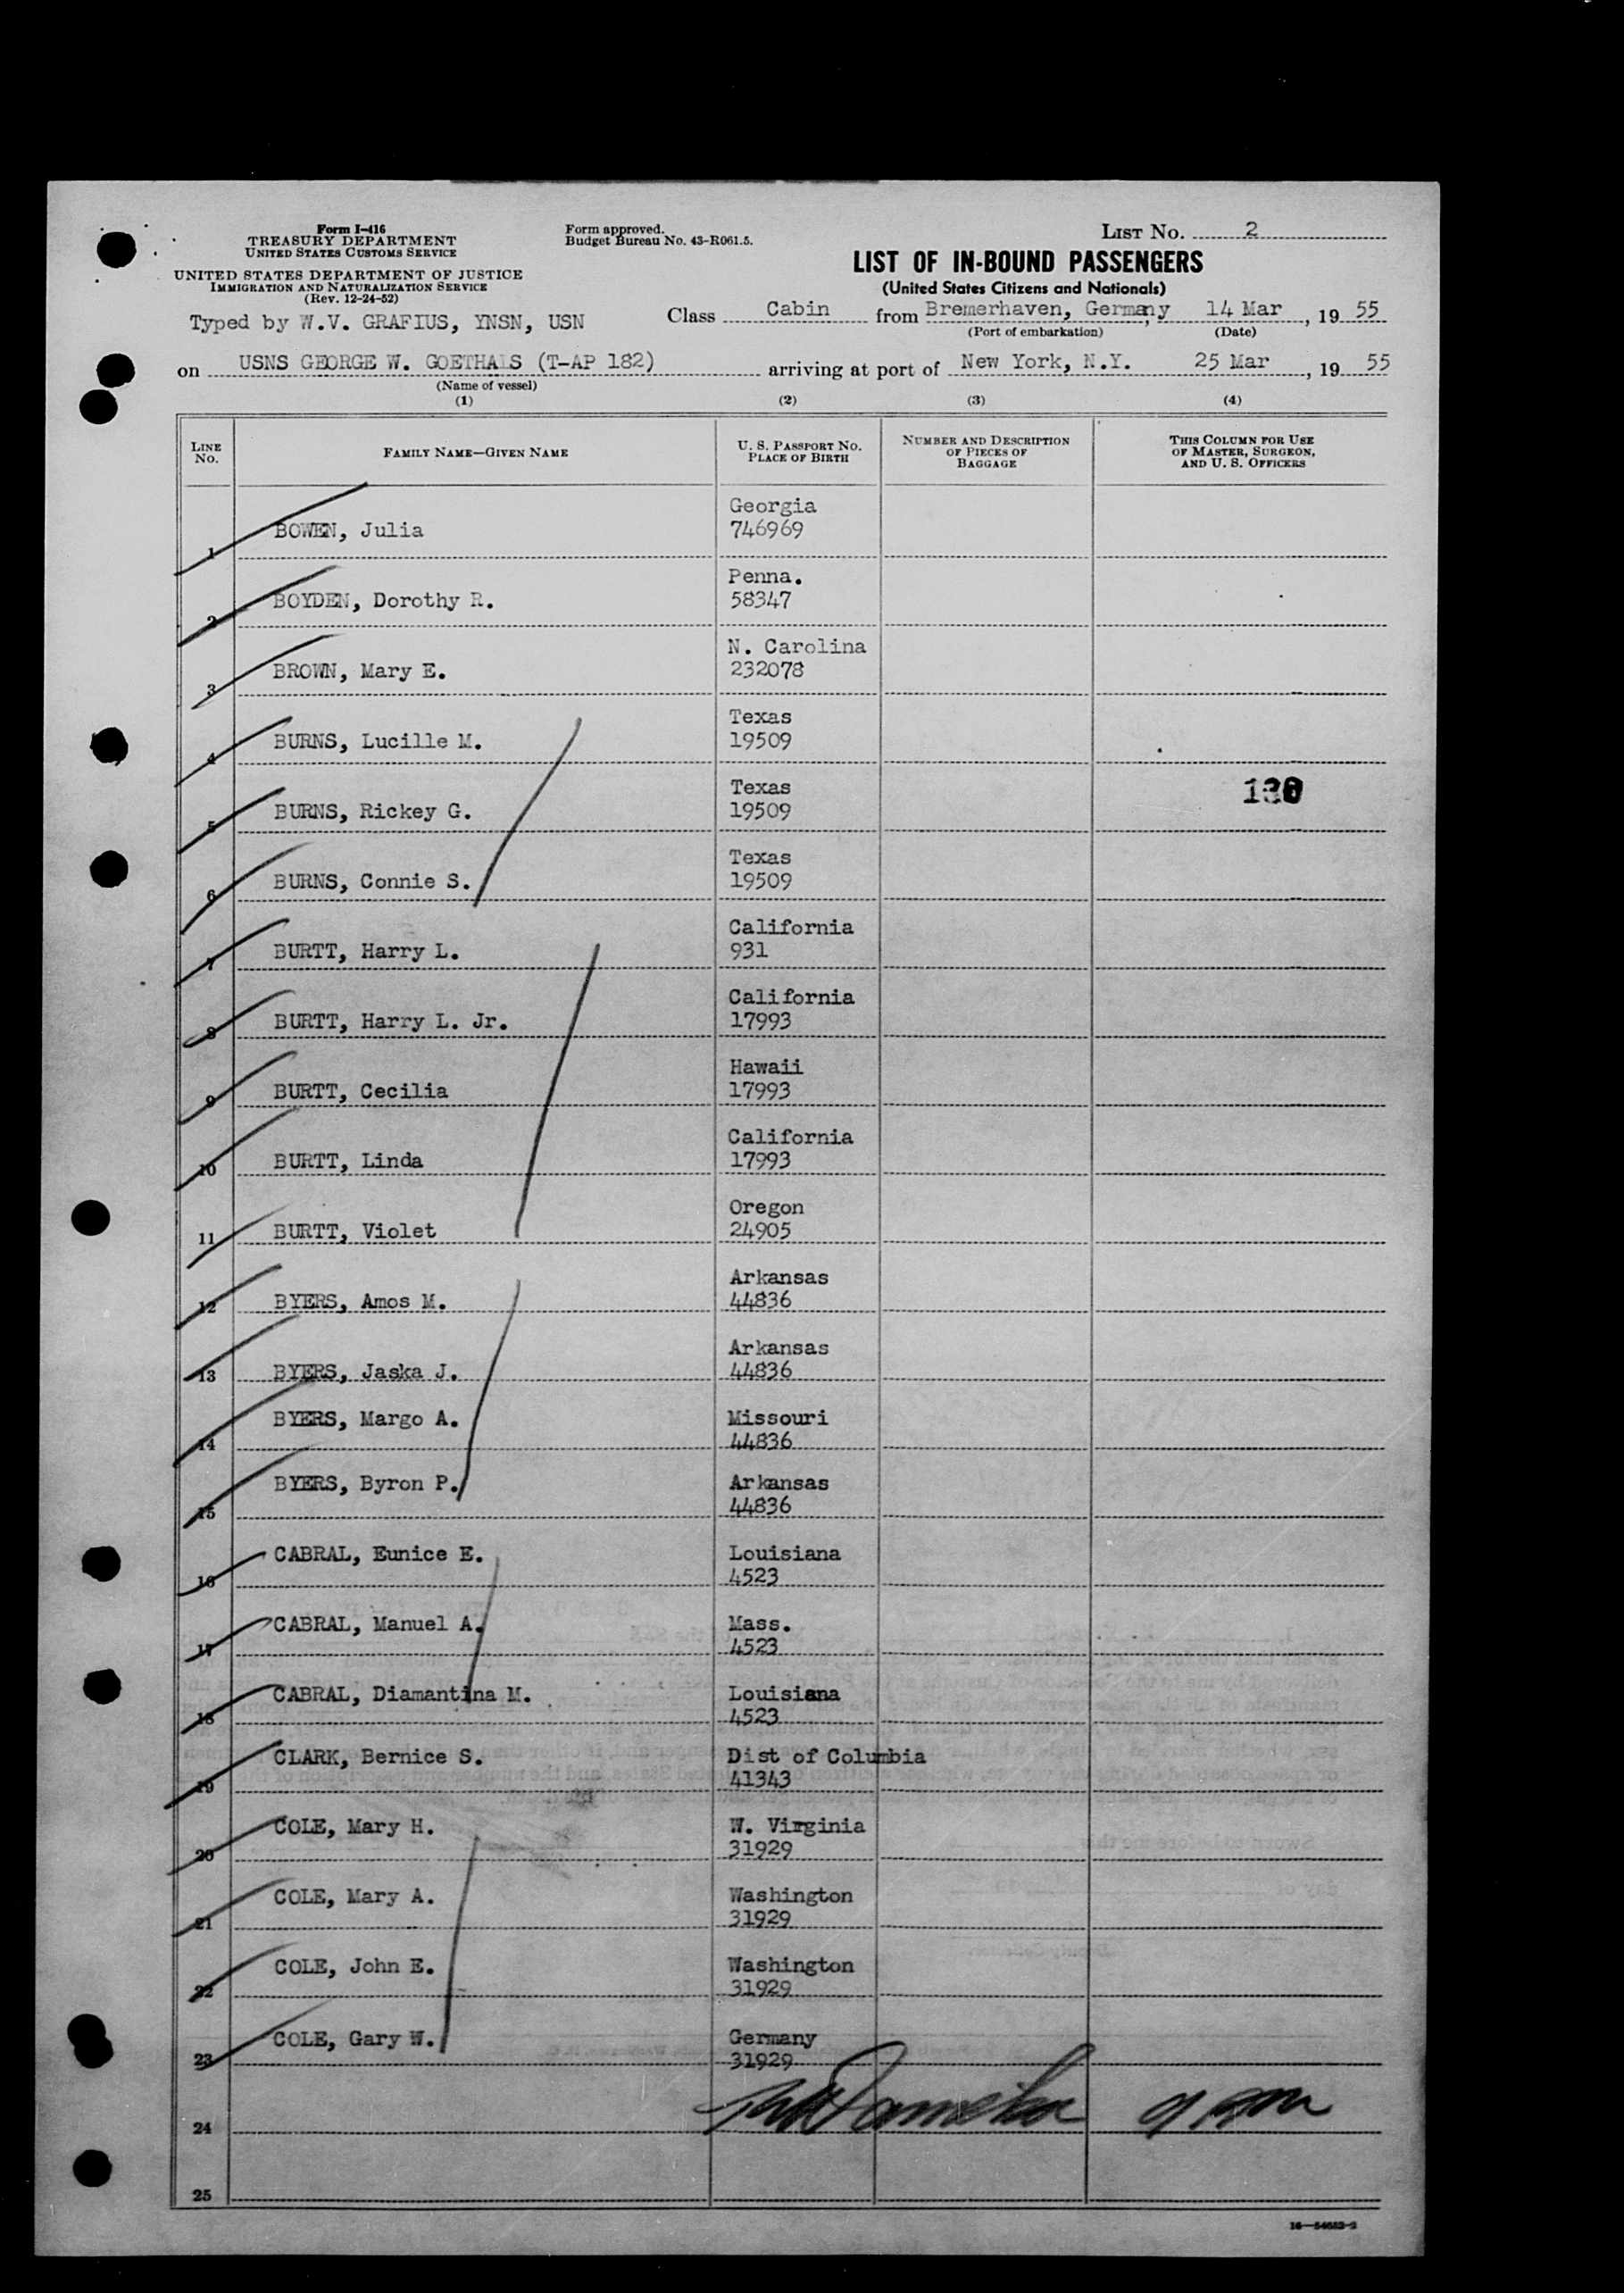 Form I-416
TREASURY DEPARTMENT
UNITED STATES CUSTOMS SERVICE
UNITED STATES DEPARTMENT OF JUSTICE
IMMIGRATION AND NATURALIZATION SERVICE
(Rev. 12-24-52)
Form approved.
Budget Bureau No. 43-R061.5.
LIST NO. 2
LIST OF IN-BOUND PASSENGERS
(United States Citizens and Nationals)
Typed by W.V. GRAFIUS, YNSN, USN
Class Cabin from Bremerhaven, Germany, 14 Mar, 19 55
(Port of embarkation) (Date)
on USNS GEORGE W. GOETHALS (T-AP 182) arriving at port of New York, N.Y. 25 Mar, 19 55
(Name of vessel)
(1) (2) (3) (4)
LINE NO. FAMILY NAME—GIVEN NAME U. S. PASSPORT NO. PLACE OF BIRTH NUMBER AND DESCRIPTION OF PIECES OF BAGGAGE THIS COLUMN FOR USE OF MASTER, SURGEON, AND U. S. OFFICERS
Georgia
1 BOWEN, Julia 746969
Penna.
2 BOYDEN, Dorothy R. 58347
N. Carolina
3 BROWN, Mary E. 232078
Texas
4 BURNS, Lucille M. 19509
Texas
5 BURNS, Rickey G. 19509
Texas
6 BURNS, Connie S. 19509
California
7 BURTT, Harry L. 931
California
8 BURTT, Harry L. Jr. 17993
Hawaii
9 BURTT, Cecilia 17993
California
10 BURTT, Linda 17993
Oregon
11 BURTT, Violet 24905
Arkansas
12 BYERS, Amos M. 44836
Arkansas
13 BYERS, Jaska J. 44836
BYERS, Margo A. Missouri
14 44836
BYERS, Byron P. Arkansas
15 44836
CABRAL, Eunice E. Louisiana
16 4523
CABRAL, Manuel A. Mass.
17 4523
CABRAL, Diamantina M. Louisiana
18 4523
CLARK, Bernice S. Dist of Columbia
19 41343
COLE, Mary H. W. Virginia
20 31929
COLE, Mary A. Washington
21 31929
COLE, John E. Washington
22 31929
COLE, Gary W. Germany
23 31929
24
25
16—54652-2